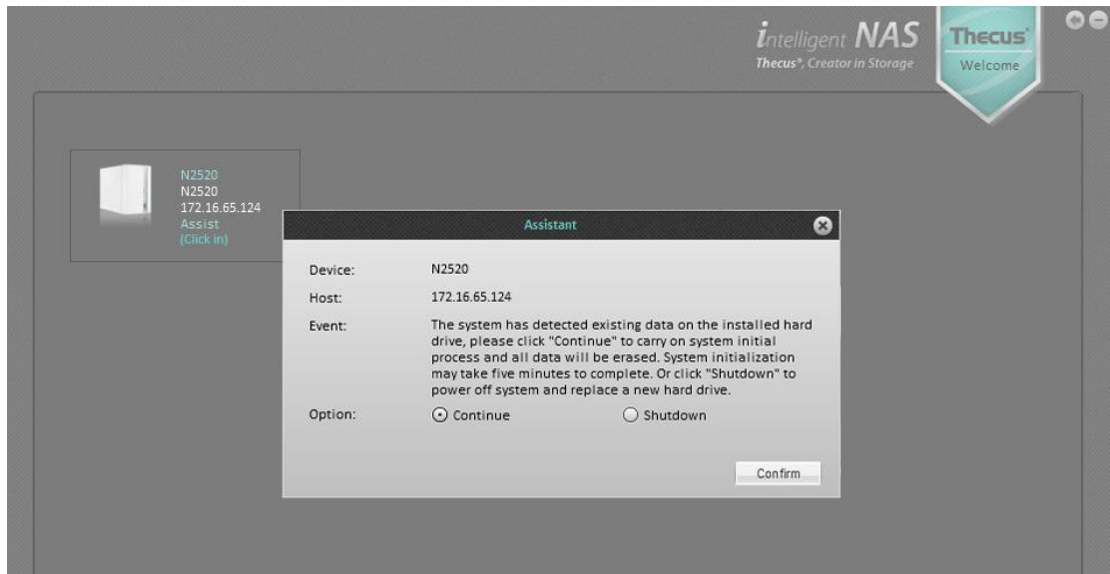 intelligent NAS
Thecus®, Creator in Storage
Thecus®
Welcome
N2520
N2520
172.16.65.124
Assist
(Click in)
Assistant
Device: N2520
Host: 172.16.65.124
Event: The system has detected existing data on the installed hard
drive, please click "Continue" to carry on system initial
process and all data will be erased. System initialization
may take five minutes to complete. Or click "Shutdown" to
power off system and replace a new hard drive.
Option: Continue Shutdown
Confirm